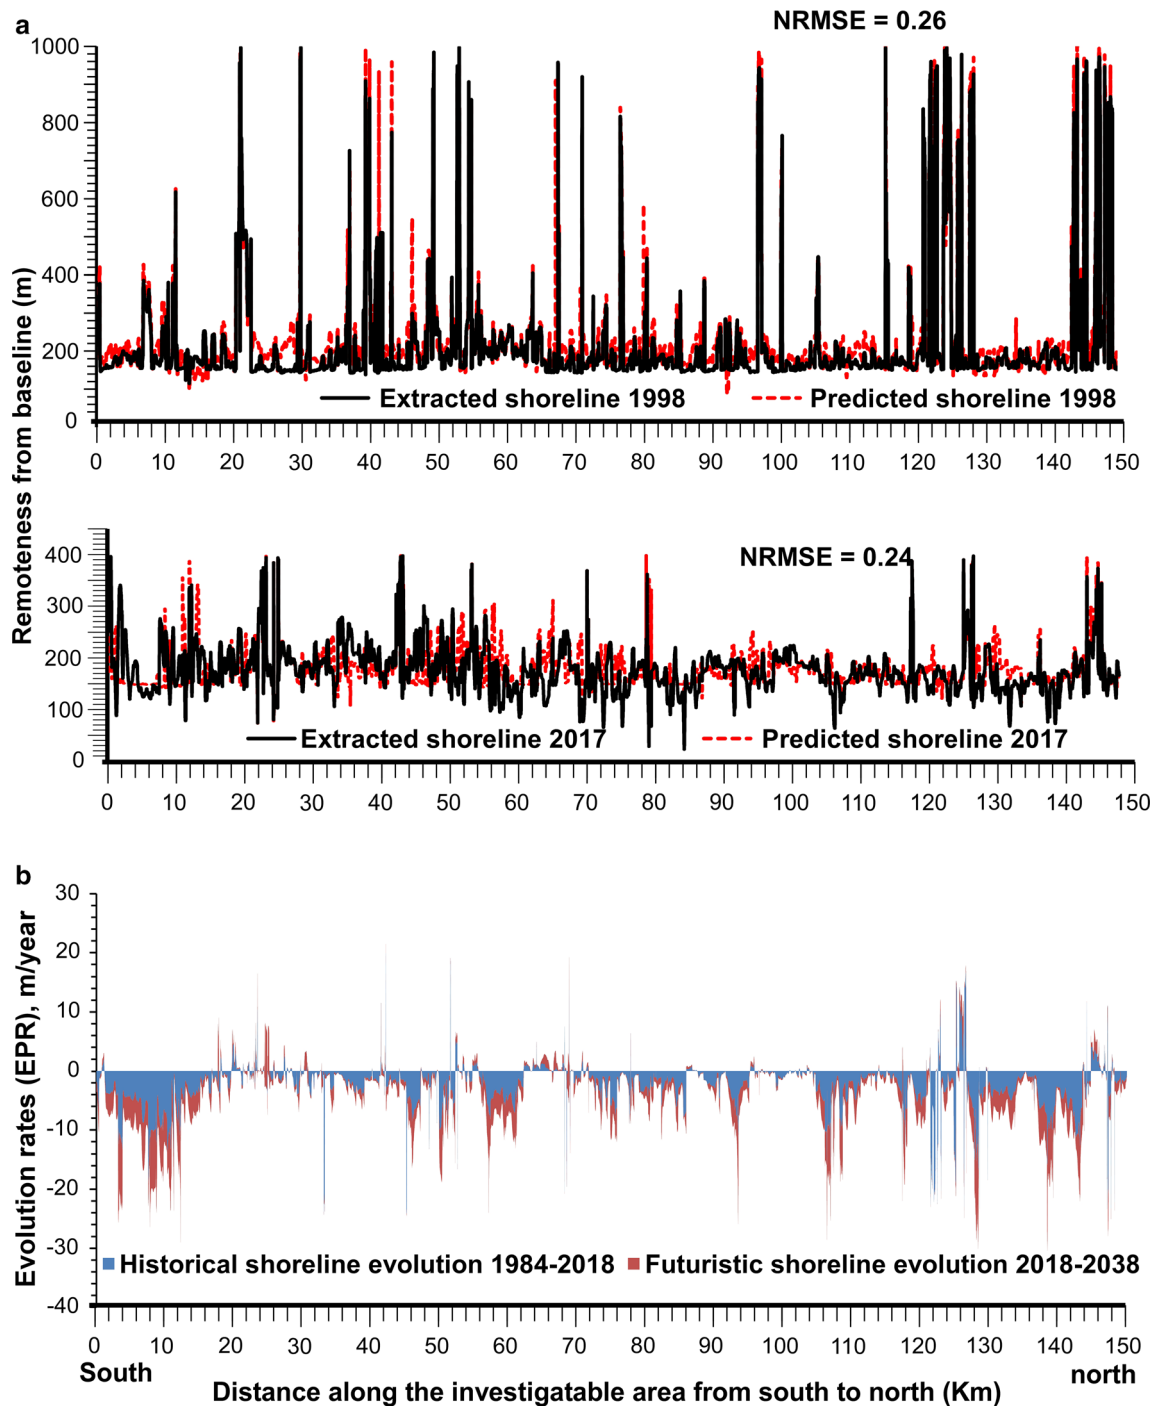 a
NRMSE = 0.26
Remoteness from baseline (m)
1000
800
600
400
200
0
Extracted shoreline 1998
Predicted shoreline 1998
0 10 20 30 40 50 60 70 80 90 100 110 120 130 140 150
NRMSE = 0.24
400
300
200
100
0
Extracted shoreline 2017
Predicted shoreline 2017
0 10 20 30 40 50 60 70 80 90 100 110 120 130 140 150
b
Evolution rates (EPR), m/year
30
20
10
0
-10
-20
-30
-40
Historical shoreline evolution 1984-2018
Futuristic shoreline evolution 2018-2038
0 10 20 30 40 50 60 70 80 90 100 110 120 130 140 150
South
north
Distance along the investigatable area from south to north (Km)